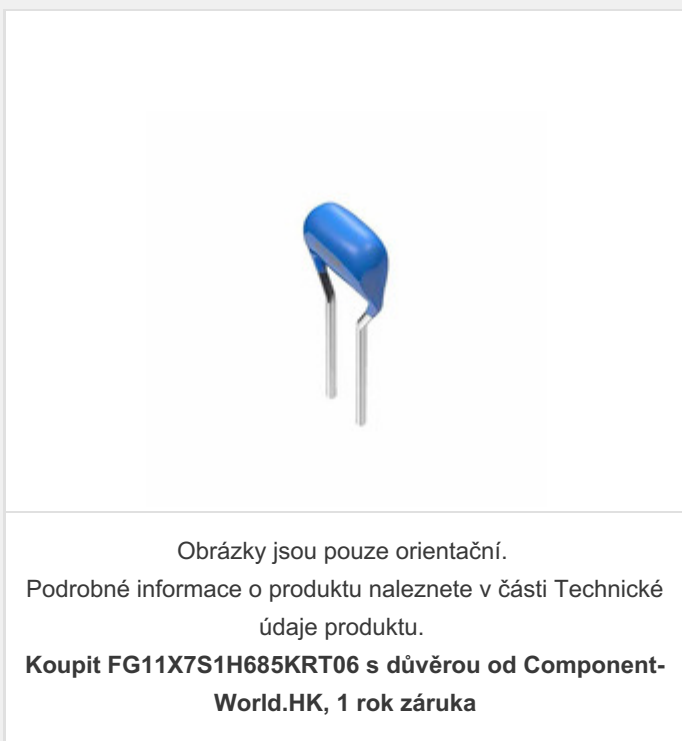 Obrázky jsou pouze orientační.
Podrobné informace o produktu naleznete v části Technické
údaje produktu.
Koupit FG11X7S1H685KRT06 s důvěrou od Component-
World.HK, 1 rok záruka